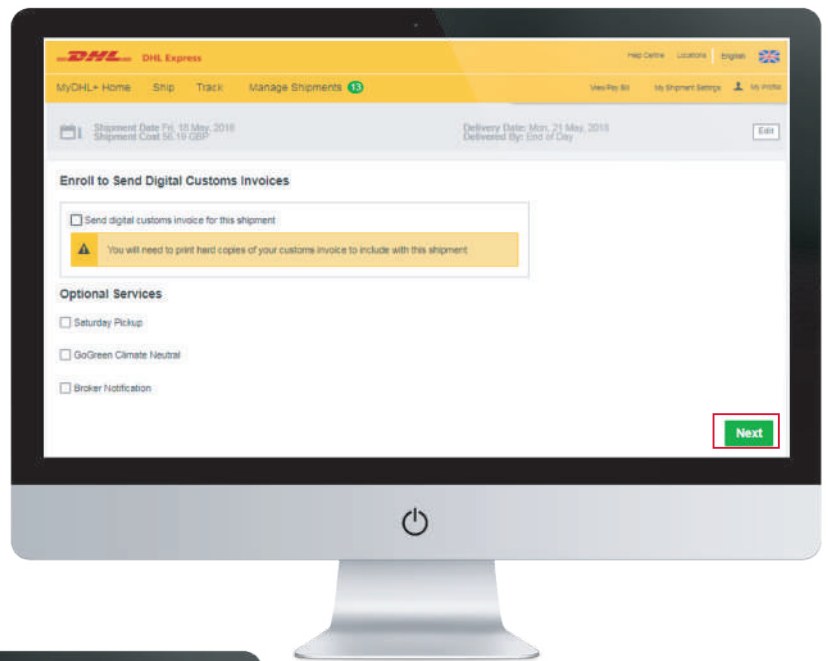 DHL DHL Express
Help Centre Locations English
MyDHL+ Home Ship Track Manage Shipments 13 View/Pay Bill My Shipment Settings My Profile
Shipment Date Fri, 18 May, 2018 Delivery Date: Mon, 21 May, 2018
Shipment Cost 56.19 GBP Delivered By: End of Day
Edit
Enroll to Send Digital Customs Invoices
Send digital customs invoice for this shipment
You will need to print hard copies of your customs invoice to include with this shipment
Optional Services
Saturday Pickup
GoGreen Climate Neutral
Broker Notification
Next